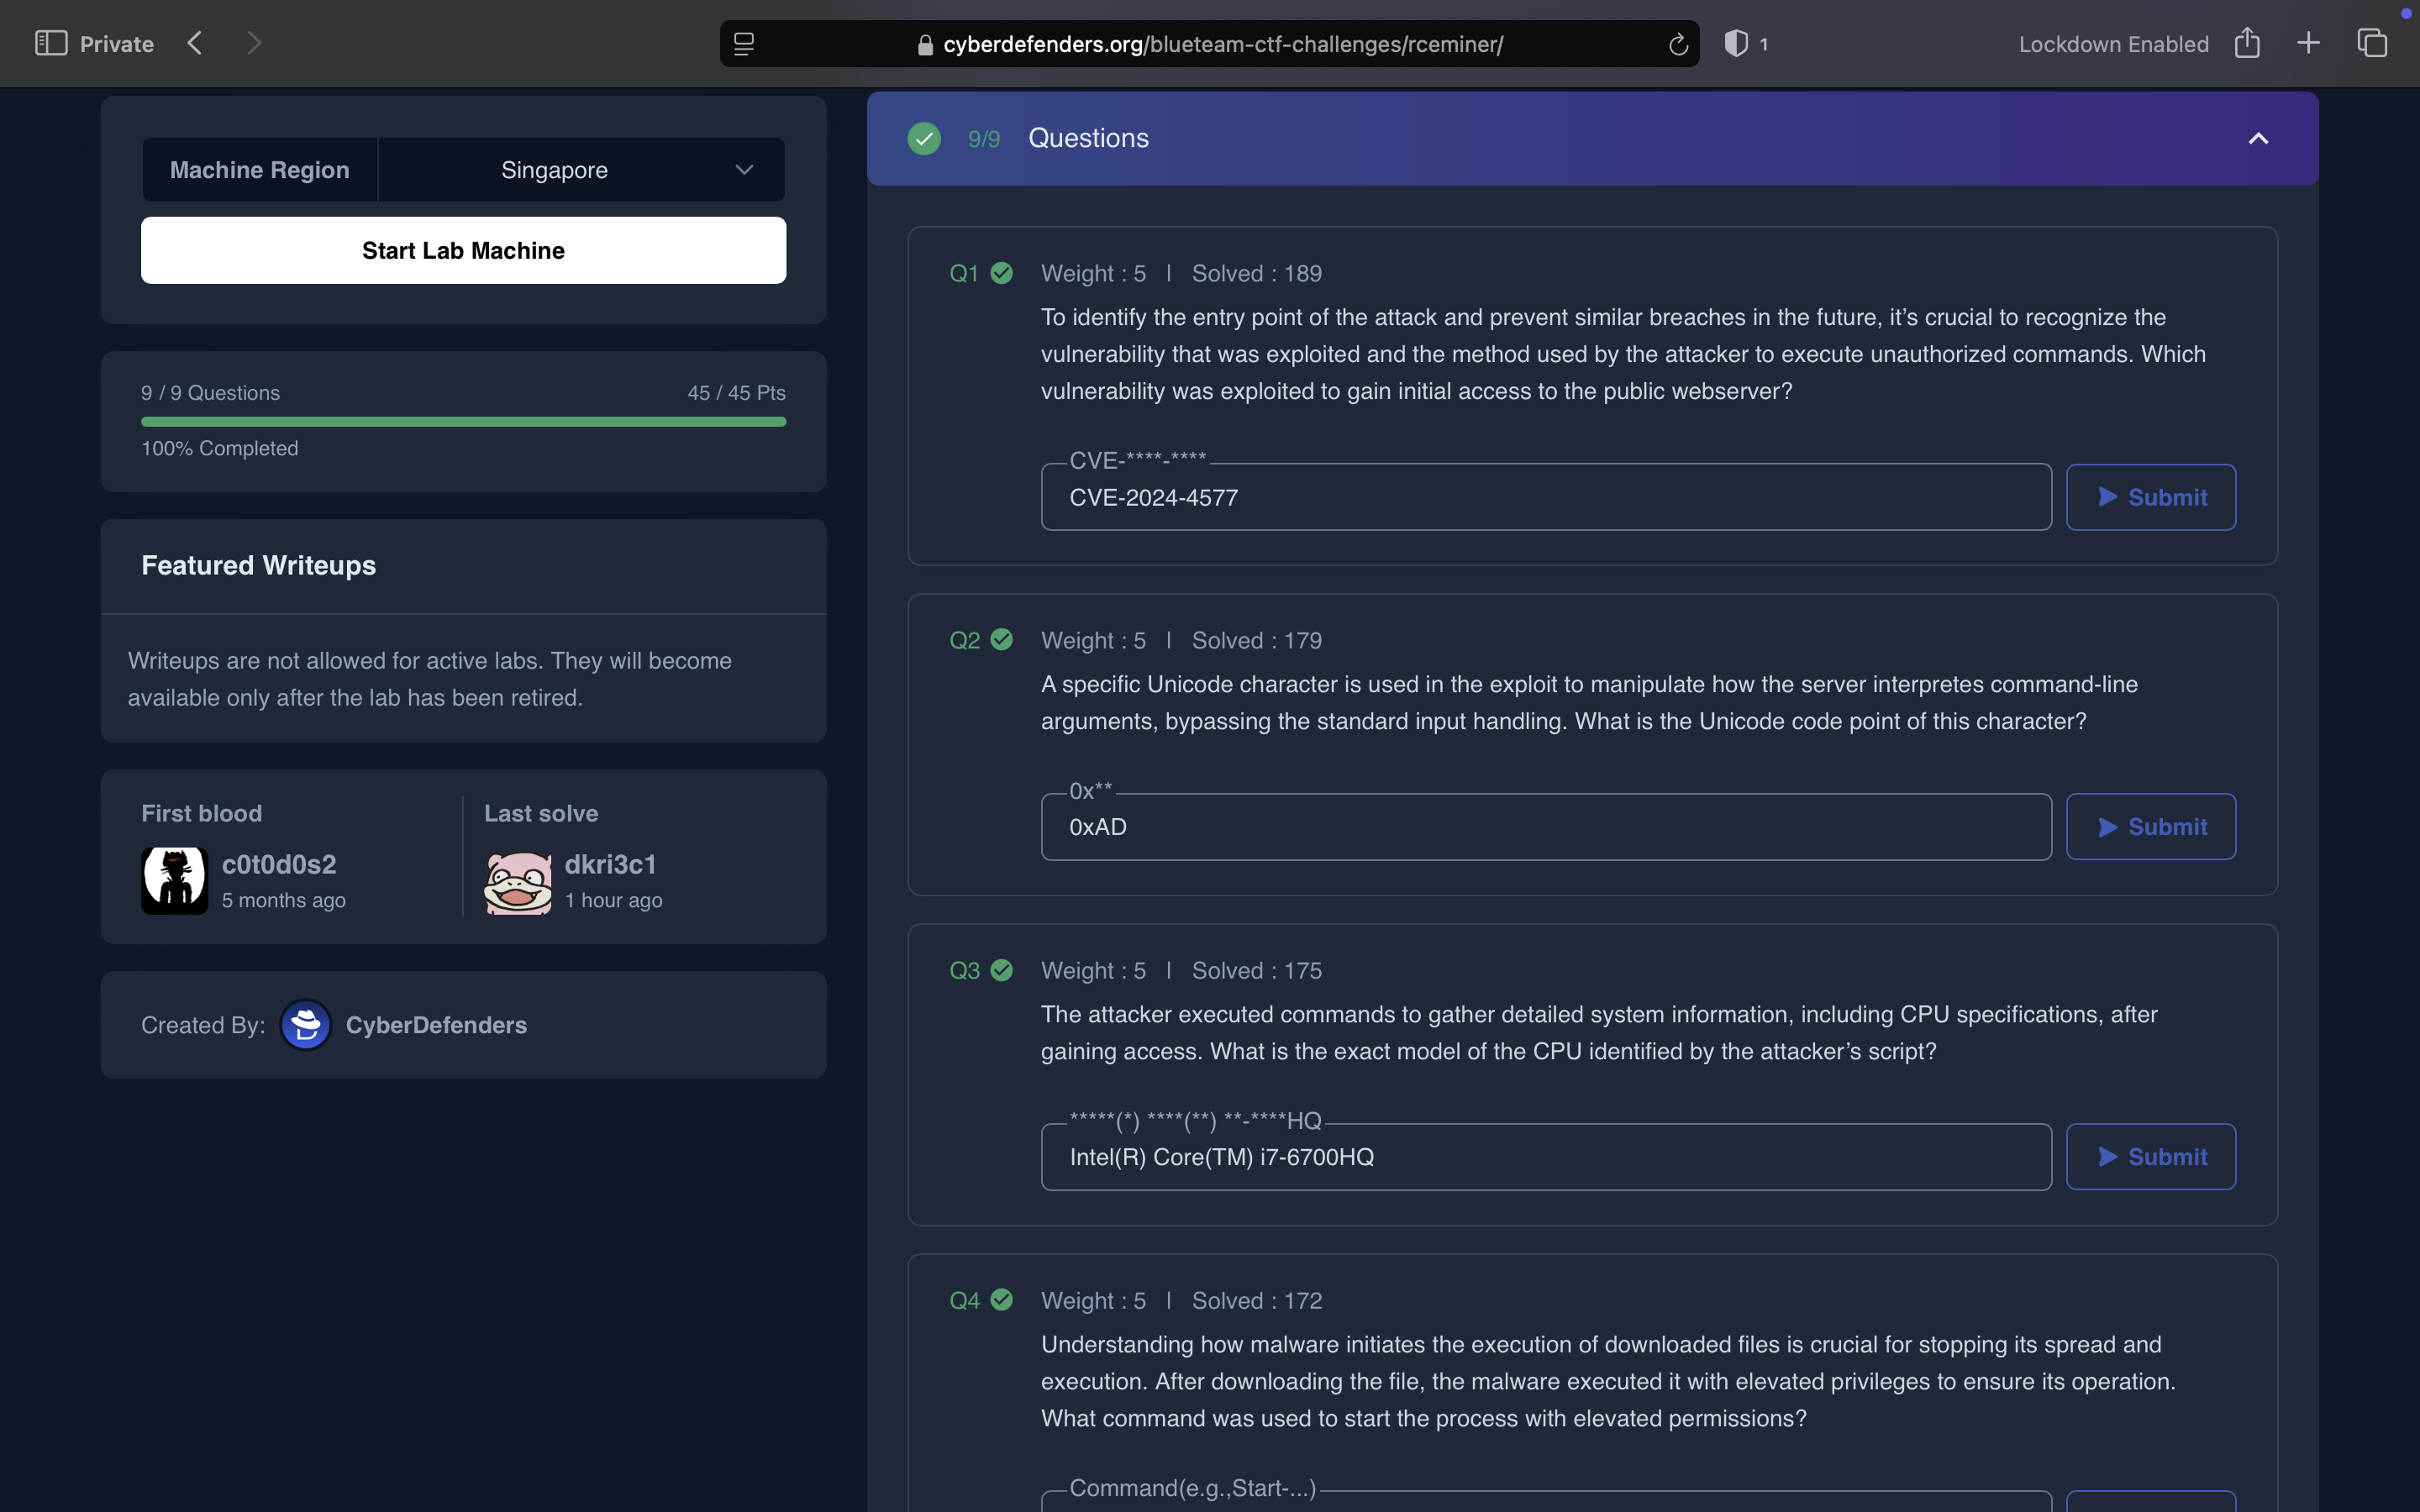 Private
cyberdefenders.org/blueteam-ctf-challenges/rceminer/
1
Lockdown Enabled
Machine Region
Singapore
Start Lab Machine
9 / 9 Questions
45 / 45 Pts
100% Completed
Featured Writeups
Writeups are not allowed for active labs. They will become
available only after the lab has been retired.
First blood
c0t0d0s2
5 months ago
Last solve
dkri3c1
1 hour ago
Created By:
CyberDefenders
9/9 Questions
Q1
Weight : 5 | Solved : 189
To identify the entry point of the attack and prevent similar breaches in the future, it’s crucial to recognize the
vulnerability that was exploited and the method used by the attacker to execute unauthorized commands. Which
vulnerability was exploited to gain initial access to the public webserver?
CVE-****-****
CVE-2024-4577
Submit
Q2
Weight : 5 | Solved : 179
A specific Unicode character is used in the exploit to manipulate how the server interpretes command-line
arguments, bypassing the standard input handling. What is the Unicode code point of this character?
0x**
0xAD
Submit
Q3
Weight : 5 | Solved : 175
The attacker executed commands to gather detailed system information, including CPU specifications, after
gaining access. What is the exact model of the CPU identified by the attacker’s script?
*****(*) ****(**) **-****HQ
Intel(R) Core(TM) i7-6700HQ
Submit
Q4
Weight : 5 | Solved : 172
Understanding how malware initiates the execution of downloaded files is crucial for stopping its spread and
execution. After downloading the file, the malware executed it with elevated privileges to ensure its operation.
What command was used to start the process with elevated permissions?
Command(e.g.,Start-...)